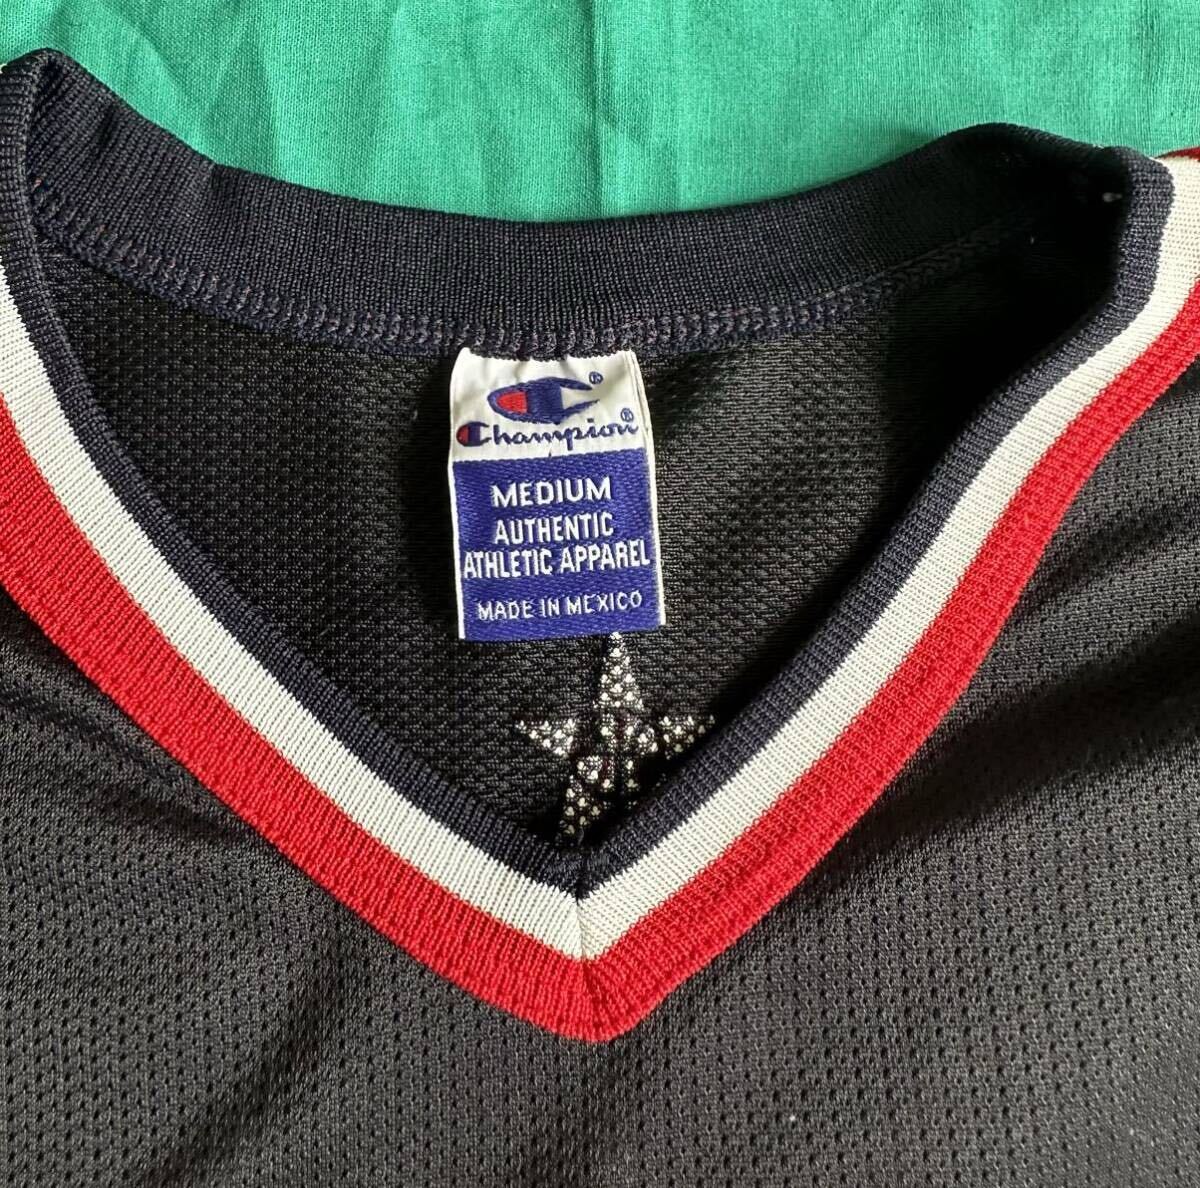 ®
Champion®
MEDIUM
AUTHENTIC
ATHLETIC APPAREL
MADE IN MEXICO